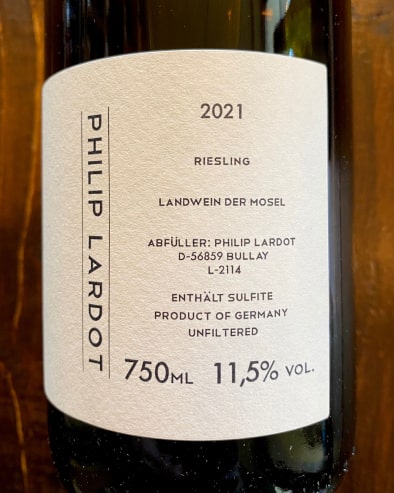 PHILIP LARDOT
2021
RIESLING
LANDWEIN DER MOSEL
ABFÜLLER: PHILIP LARDOT
D-56859 BULLAY
L-2114
ENTHÄLT SULFITE
PRODUCT OF GERMANY
UNFILTERED
750ML 11,5% VOL.